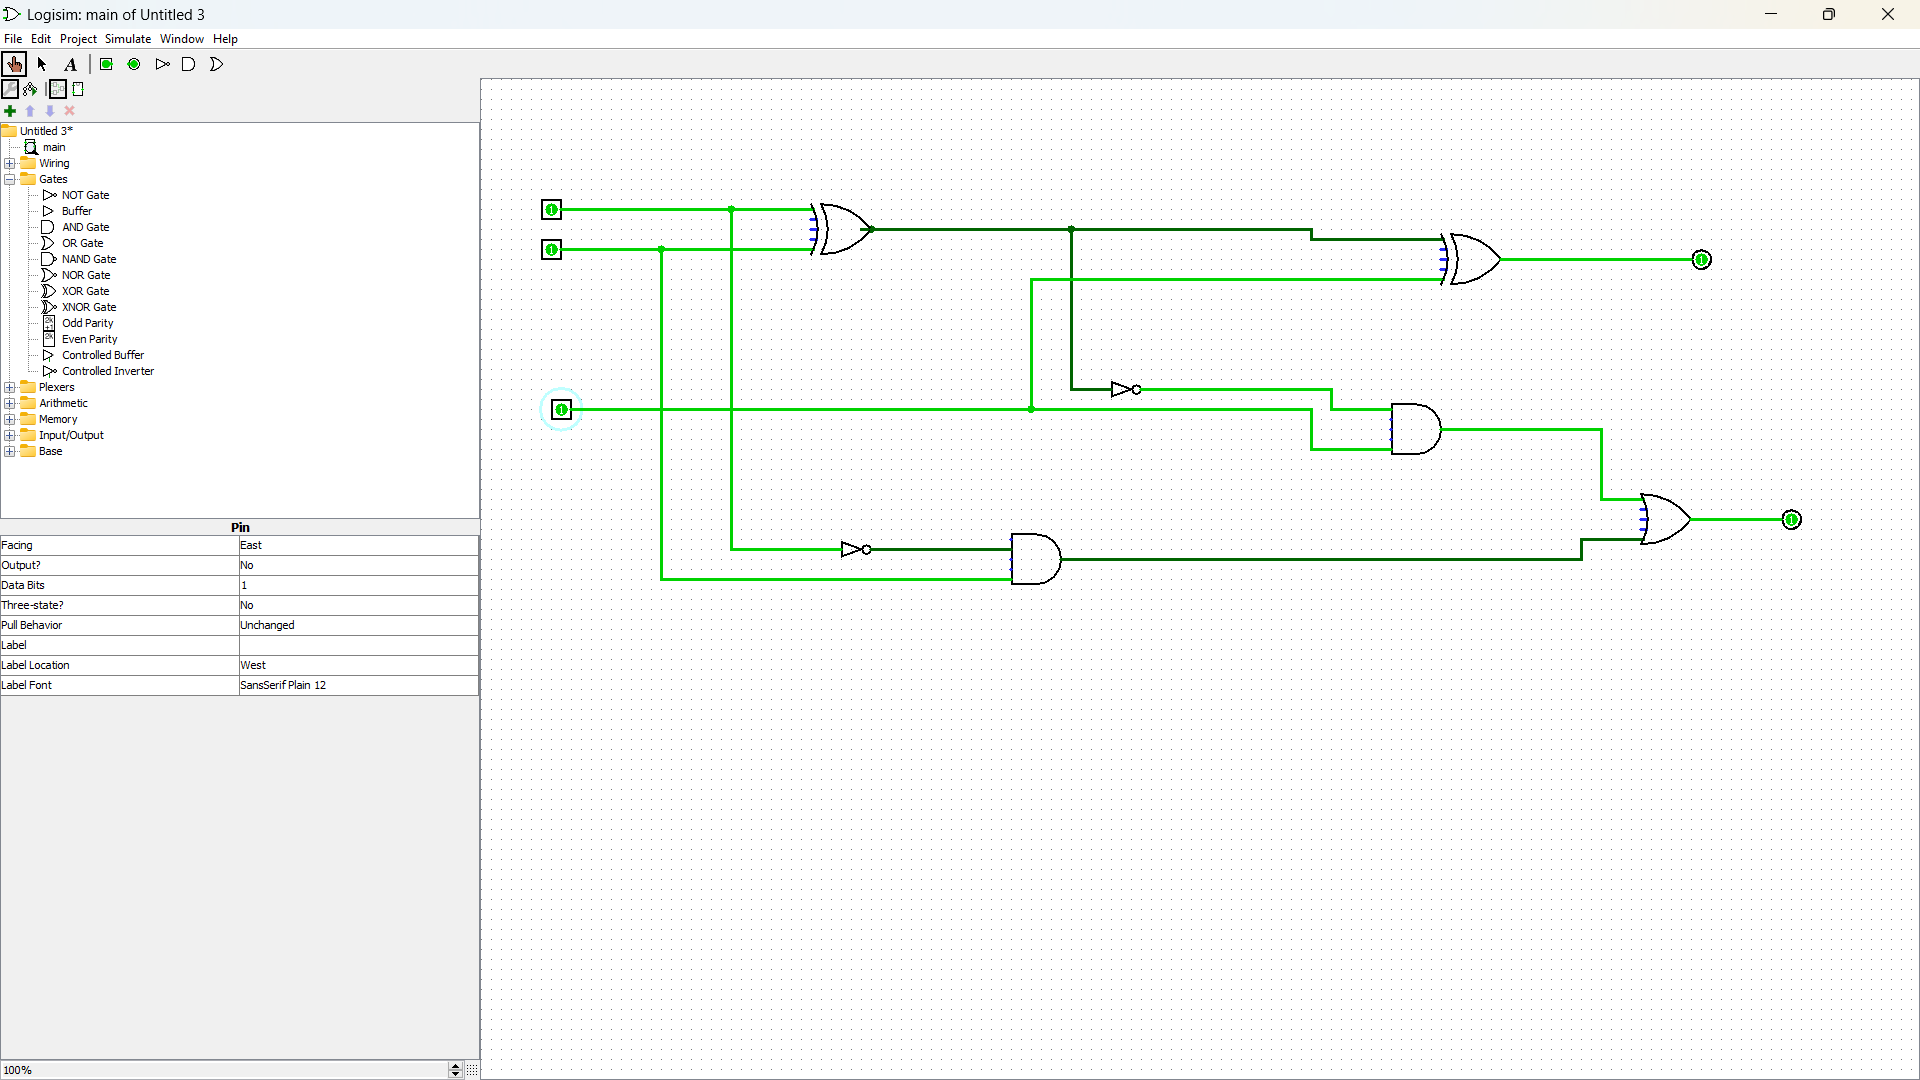 Logisim: main of Untitled 3
File Edit Project Simulate Window Help
A
Untitled 3*
main
Wiring
Gates
NOT Gate
Buffer
AND Gate
OR Gate
NAND Gate
NOR Gate
XOR Gate
XNOR Gate
2k+1 Odd Parity
2k Even Parity
Controlled Buffer
Controlled Inverter
Plexers
Arithmetic
Memory
Input/Output
Base
Pin
Facing East
Output? No
Data Bits 1
Three-state? No
Pull Behavior Unchanged
Label
Label Location West
Label Font SansSerif Plain 12
100%
1
1
1
1
1